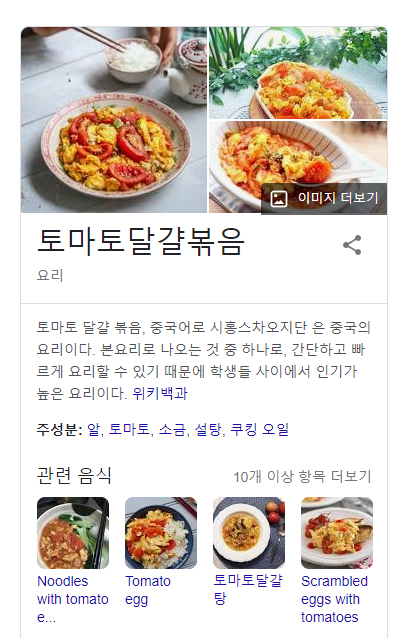 이미지 더보기
토마토달걀볶음
요리
토마토 달걀 볶음, 중국어로 시홍스차오지단 은 중국의
요리이다. 본요리로 나오는 것 중 하나로, 간단하고 빠
르게 요리할 수 있기 때문에 학생들 사이에서 인기가
높은 요리이다. 위키백과
주성분: 알, 토마토, 소금, 설탕, 쿠킹 오일
관련 음식
10개 이상 항목 더보기
Noodles
with tomato
e...
Tomato
egg
토마토달걀
탕
Scrambled
eggs with
tomatoes